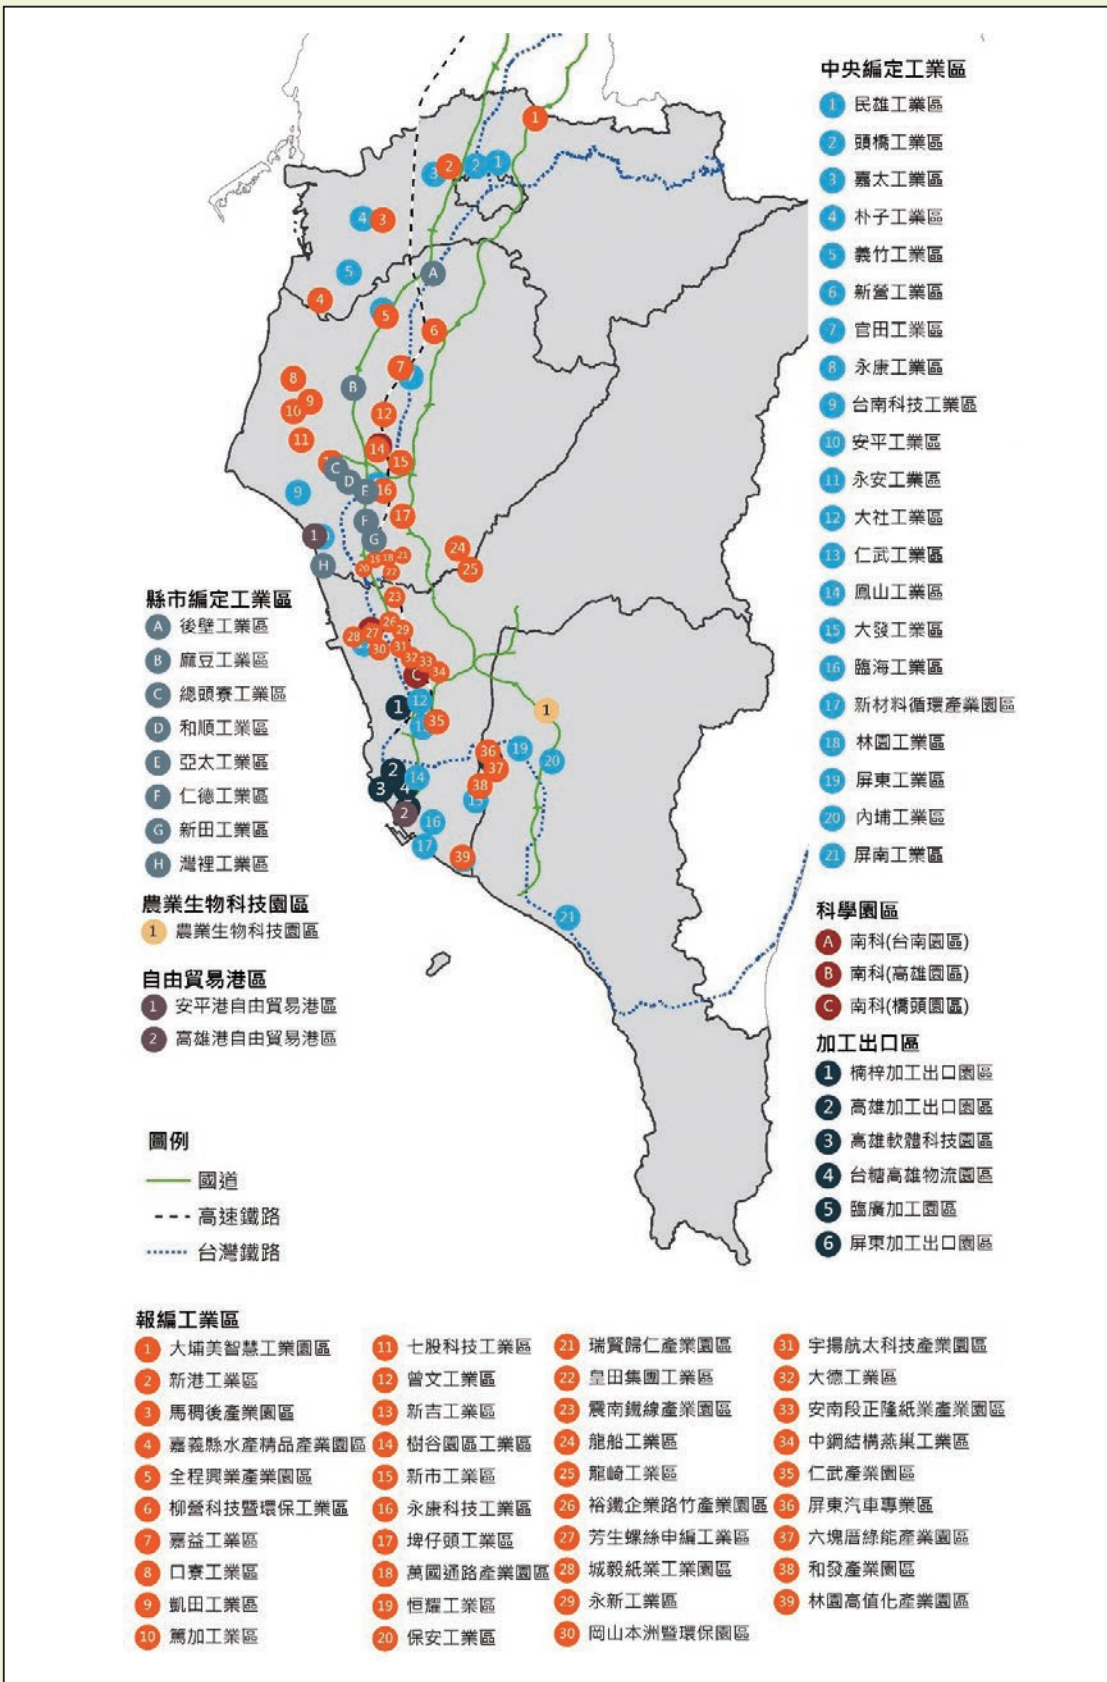 中央編定工業區
1 民雄工業區
2 頭橋工業區
3 嘉太工業區
4 朴子工業區
5 義竹工業區
6 新營工業區
7 官田工業區
8 永康工業區
9 台南科技工業區
10 安平工業區
11 永安工業區
12 大社工業區
13 仁武工業區
14 鳳山工業區
15 大發工業區
16 臨海工業區
17 新材料循環產業園區
18 林園工業區
19 屏東工業區
20 內埔工業區
21 屏南工業區
縣市編定工業區
A 後壁工業區
B 麻豆工業區
C 總頭寮工業區
D 和順工業區
E 亞太工業區
F 仁德工業區
G 新田工業區
H 灣裡工業區
農業生物科技園區
1 農業生物科技園區
自由貿易港區
1 安平港自由貿易港區
2 高雄港自由貿易港區
科學園區
A 南科(台南園區)
B 南科(高雄園區)
C 南科(橋頭園區)
加工出口區
1 楠梓加工出口園區
2 高雄加工出口園區
3 高雄軟體科技園區
4 台糖高雄物流園區
5 臨廣加工園區
6 屏東加工出口園區
圖例
國道
高速鐵路
台灣鐵路
報編工業區
1 大埔美智慧工業園區
2 新港工業區
3 馬稠後產業園區
4 嘉義縣水產精品產業園區
5 全程興業產業園區
6 柳營科技暨環保工業區
7 嘉益工業區
8 口寮工業區
9 凱田工業區
10 篤加工業區
11 七股科技工業區
12 曾文工業區
13 新吉工業區
14 樹谷園區工業區
15 新市工業區
16 永康科技工業區
17 埤仔頭工業區
18 萬國通路產業園區
19 恒耀工業區
20 保安工業區
21 瑞賢歸仁產業園區
22 皇田集團工業區
23 震南鐵線產業園區
24 龍船工業區
25 龍崎工業區
26 裕鐵企業路竹產業園區
27 芳生螺絲申編工業區
28 城毅紙業工業園區
29 永新工業區
30 岡山本洲暨環保園區
31 宇揚航太科技產業園區
32 大德工業區
33 安南段正隆紙業產業園區
34 中鋼結構燕巢工業區
35 仁武產業園區
36 屏東汽車專業區
37 六塊厝綠能產業園區
38 和發產業園區
39 林園高值化產業園區